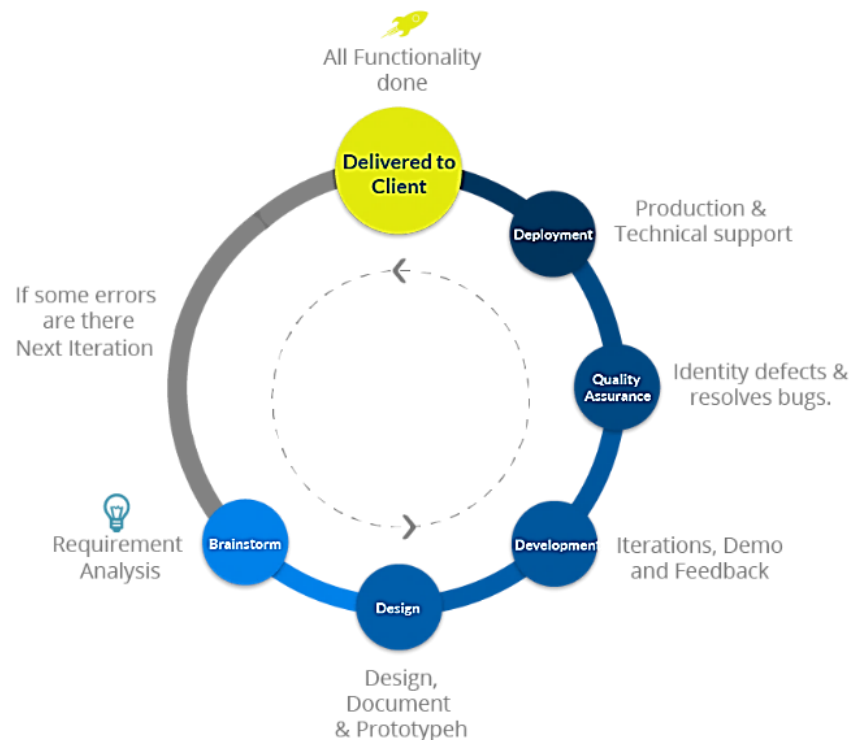 All Functionality
done
Delivered to
Client
Deployment
Production &
Technical support
If some errors
are there
Next Iteration
Quality
Assurance
Identity defects &
resolves bugs.
Requirement
Analysis
Brainstorm
Development
Iterations, Demo
and Feedback
Design
Design,
Document
& Prototypeh